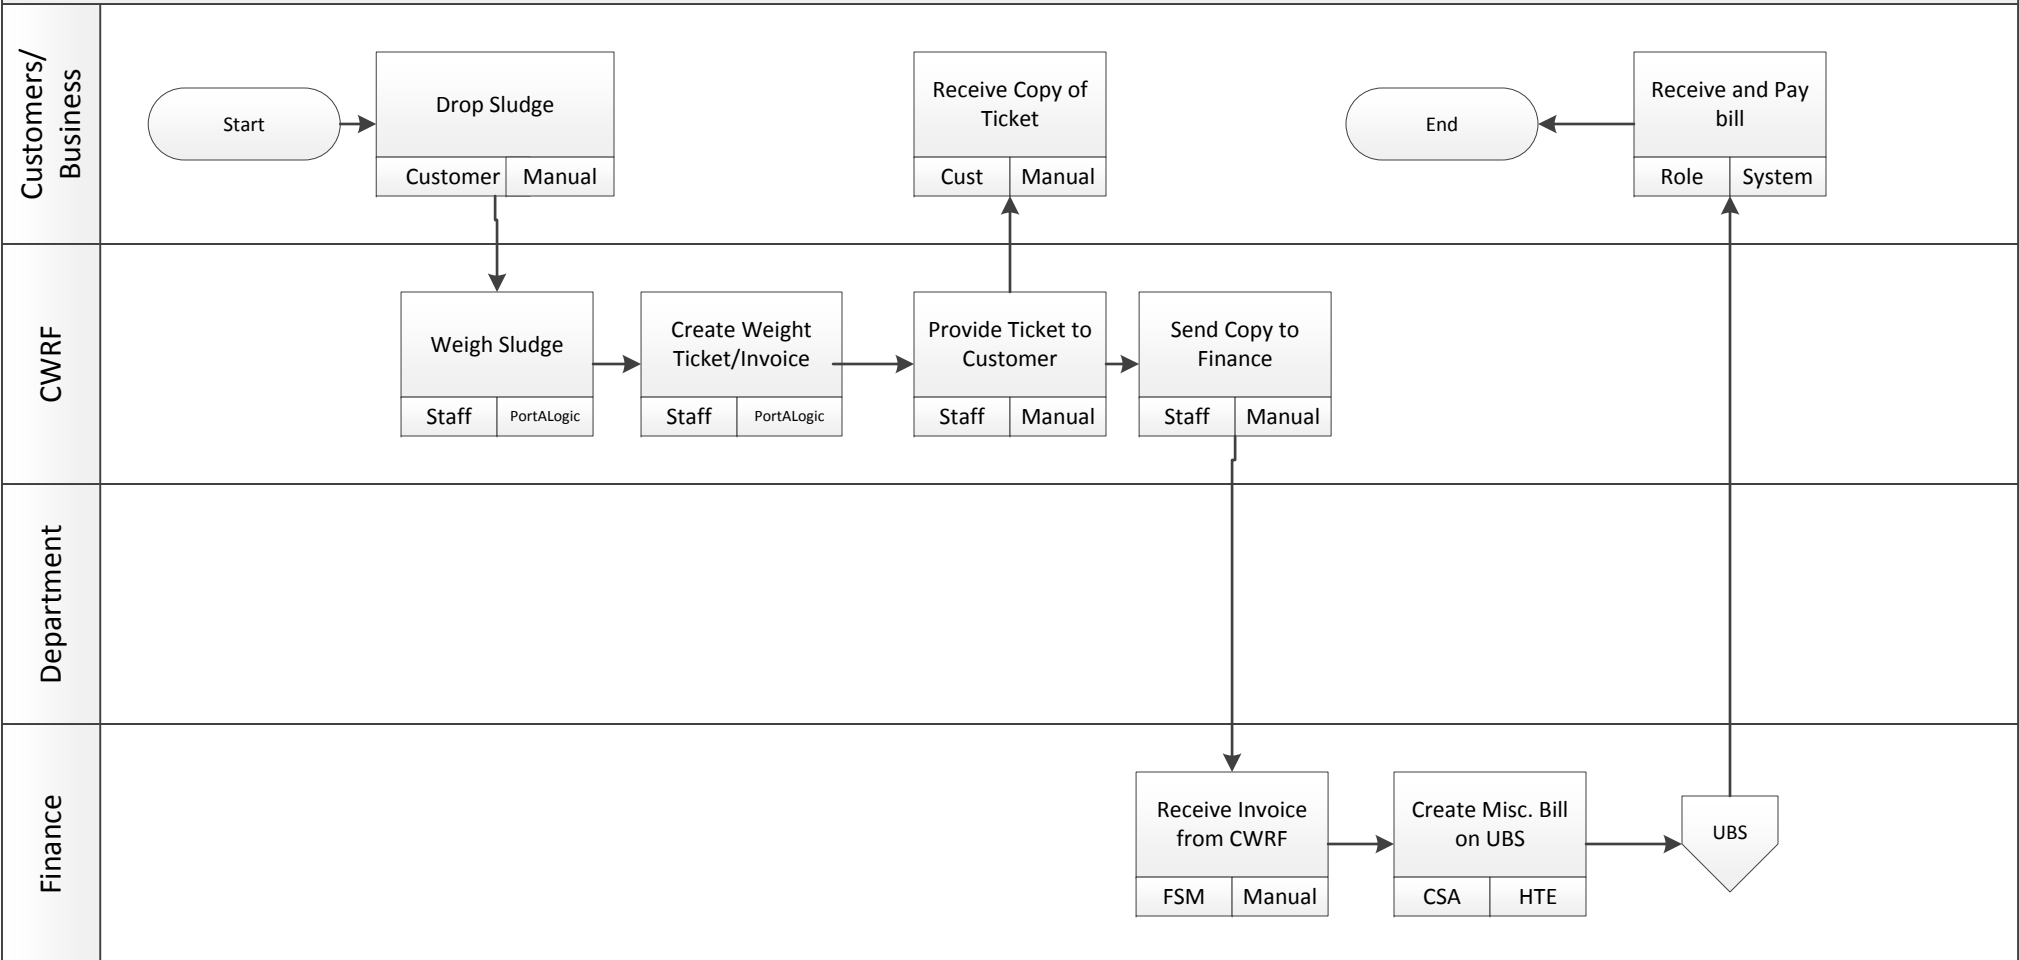 Customers/
Business
Start
Drop Sludge
Customer
Manual
Receive Copy of
Ticket
Cust
Manual
End
Receive and Pay
bill
Role
System
CWRF
Weigh Sludge
Staff
PortALogic
Create Weight
Ticket/Invoice
Staff
PortALogic
Provide Ticket to
Customer
Staff
Manual
Send Copy to
Finance
Staff
Manual
Department
Finance
Receive Invoice
from CWRF
FSM
Manual
Create Misc. Bill
on UBS
CSA
HTE
UBS